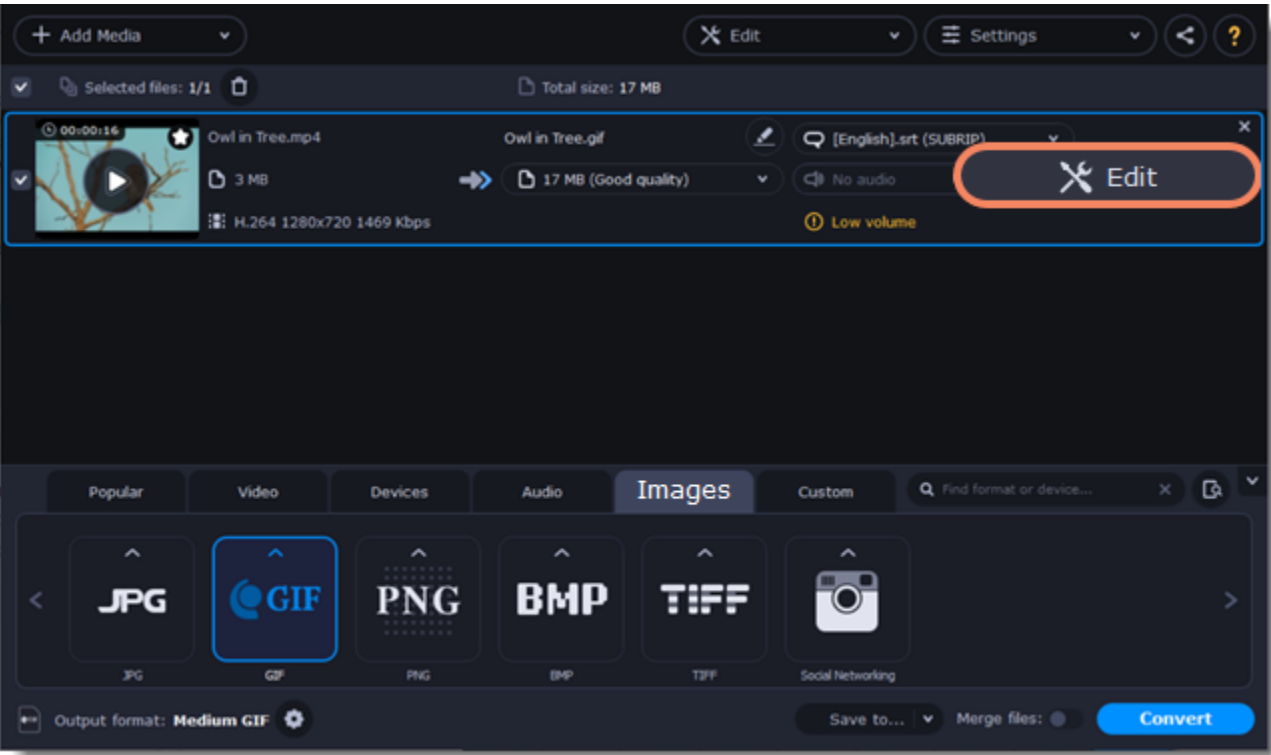 Add Media
Edit
Settings
?
Selected files: 1/1
Total size: 17 MB
00:00:16
Owl in Tree.mp4
Owl in Tree.gif
[English].srt (SUBRIP)
3 MB
17 MB (Good quality)
No audio
Edit
H.264 1280x720 1469 Kbps
Low volume
Popular
Video
Devices
Audio
Images
Custom
Find format or device...
JPG
GIF
PNG
BMP
TIFF
JPG
GIF
PNG
BMP
TIFF
Social Networking
Output format: Medium GIF
Save to...
Merge files:
Convert